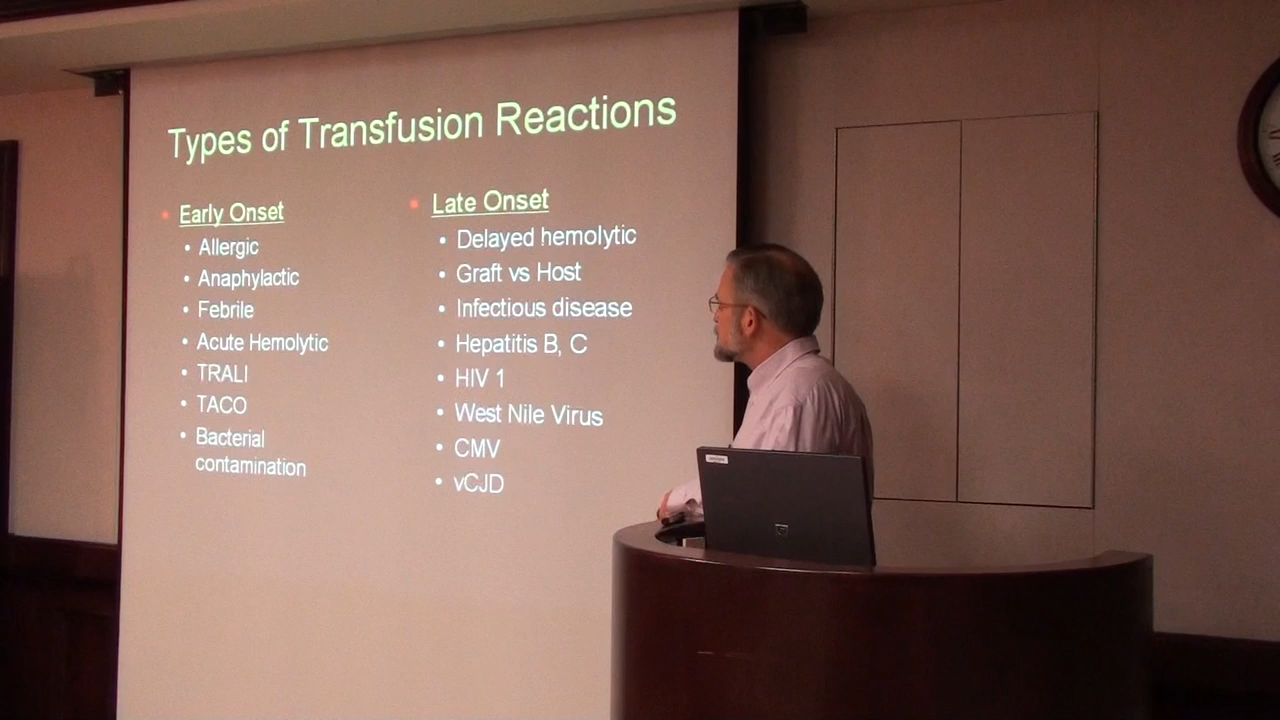 Types of Transfusion Reactions
Early Onset
Allergic
Anaphylactic
Febrile
Acute Hemolytic
TRALI
TACO
Bacterial
contamination
Late Onset
Delayed hemolytic
Graft vs Host
Infectious disease
Hepatitis B, C
HIV 1
West Nile Virus
CMV
vCJD